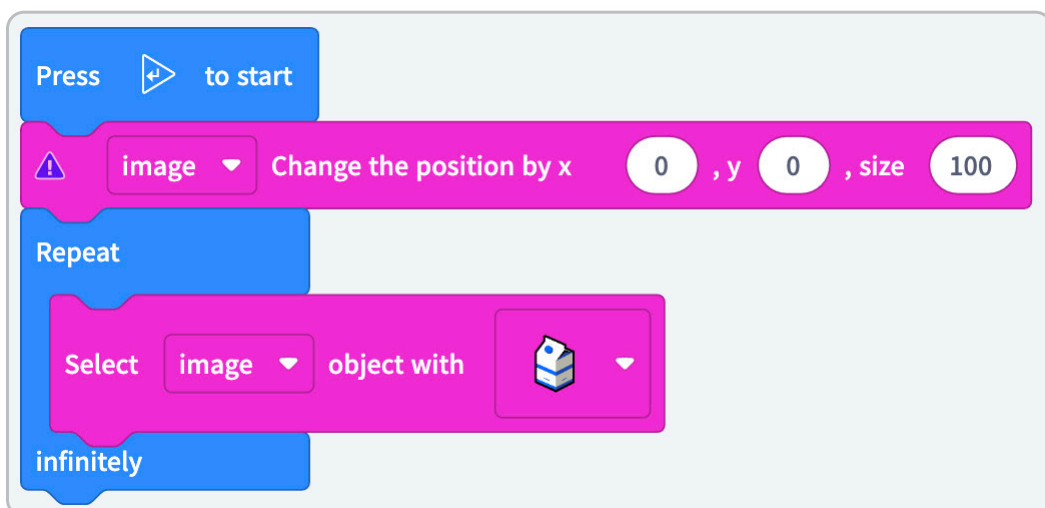 Press to start
image Change the position by x 0 , y 0 , size 100
Repeat
Select image object with
infinitely